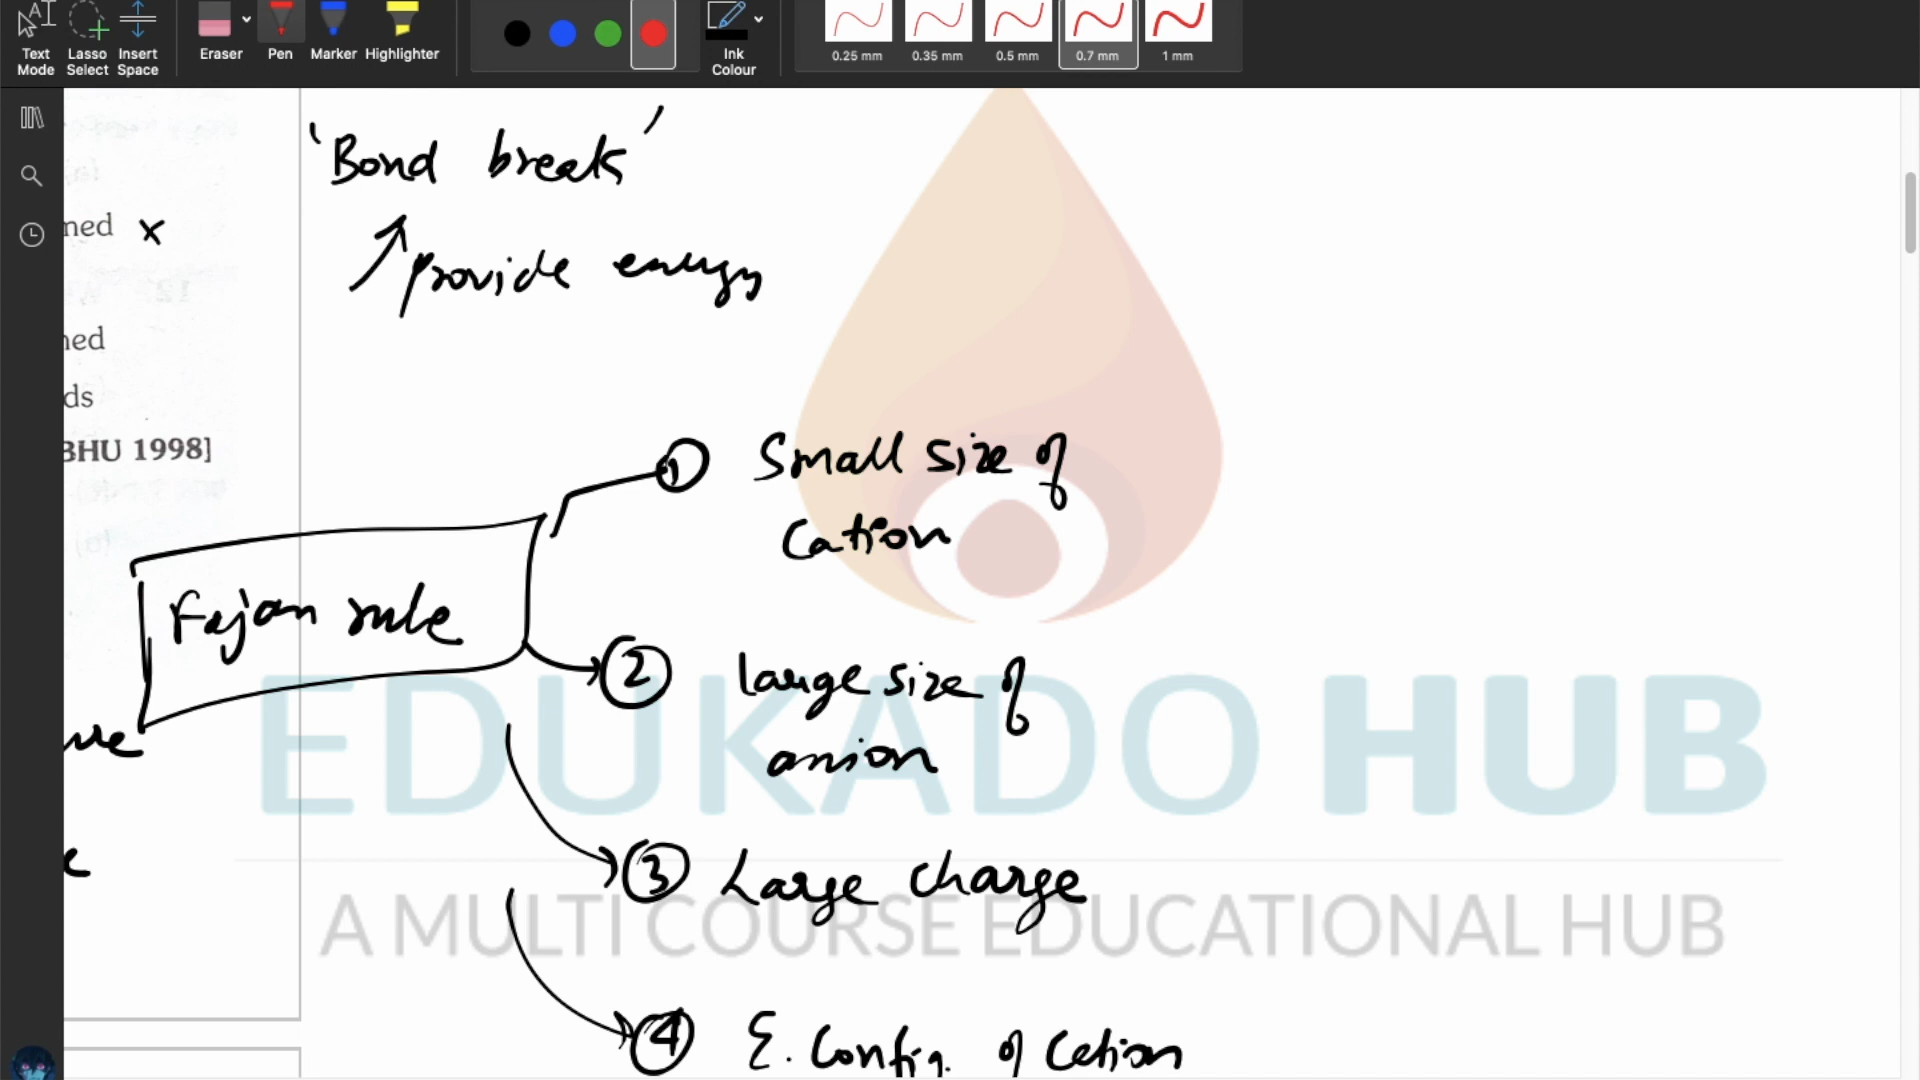 Text Mode
Lasso Select
Insert Space
Eraser
Pen
Marker
Highlighter
Ink Colour
0.25 mm
0.35 mm
0.5 mm
0.7 mm
1 mm
'Bond break'
provide energy
ned x
ned
ds
BHU 1998]
Fajan rule
① Small size of
Cation
② large size of
anion
③ Large charge
④ E. Config. of Cation
EDUKADO HUB
A MULTI COURSE EDUCATIONAL HUB